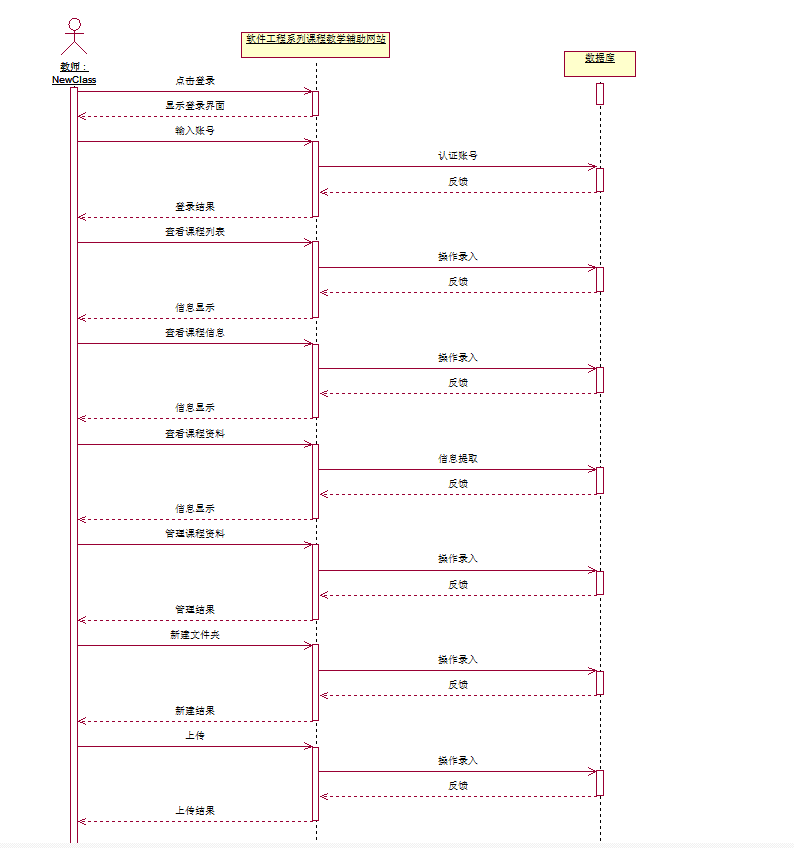 软件工程系列课程教学辅助网站
数据库
教师：
NewClass
点击登录
显示登录界面
输入账号
认证账号
反馈
登录结果
查看课程列表
操作录入
反馈
信息显示
查看课程信息
操作录入
反馈
信息显示
查看课程资料
信息提取
反馈
信息显示
管理课程资料
操作录入
反馈
管理结果
新建文件夹
操作录入
反馈
新建结果
上传
操作录入
反馈
上传结果